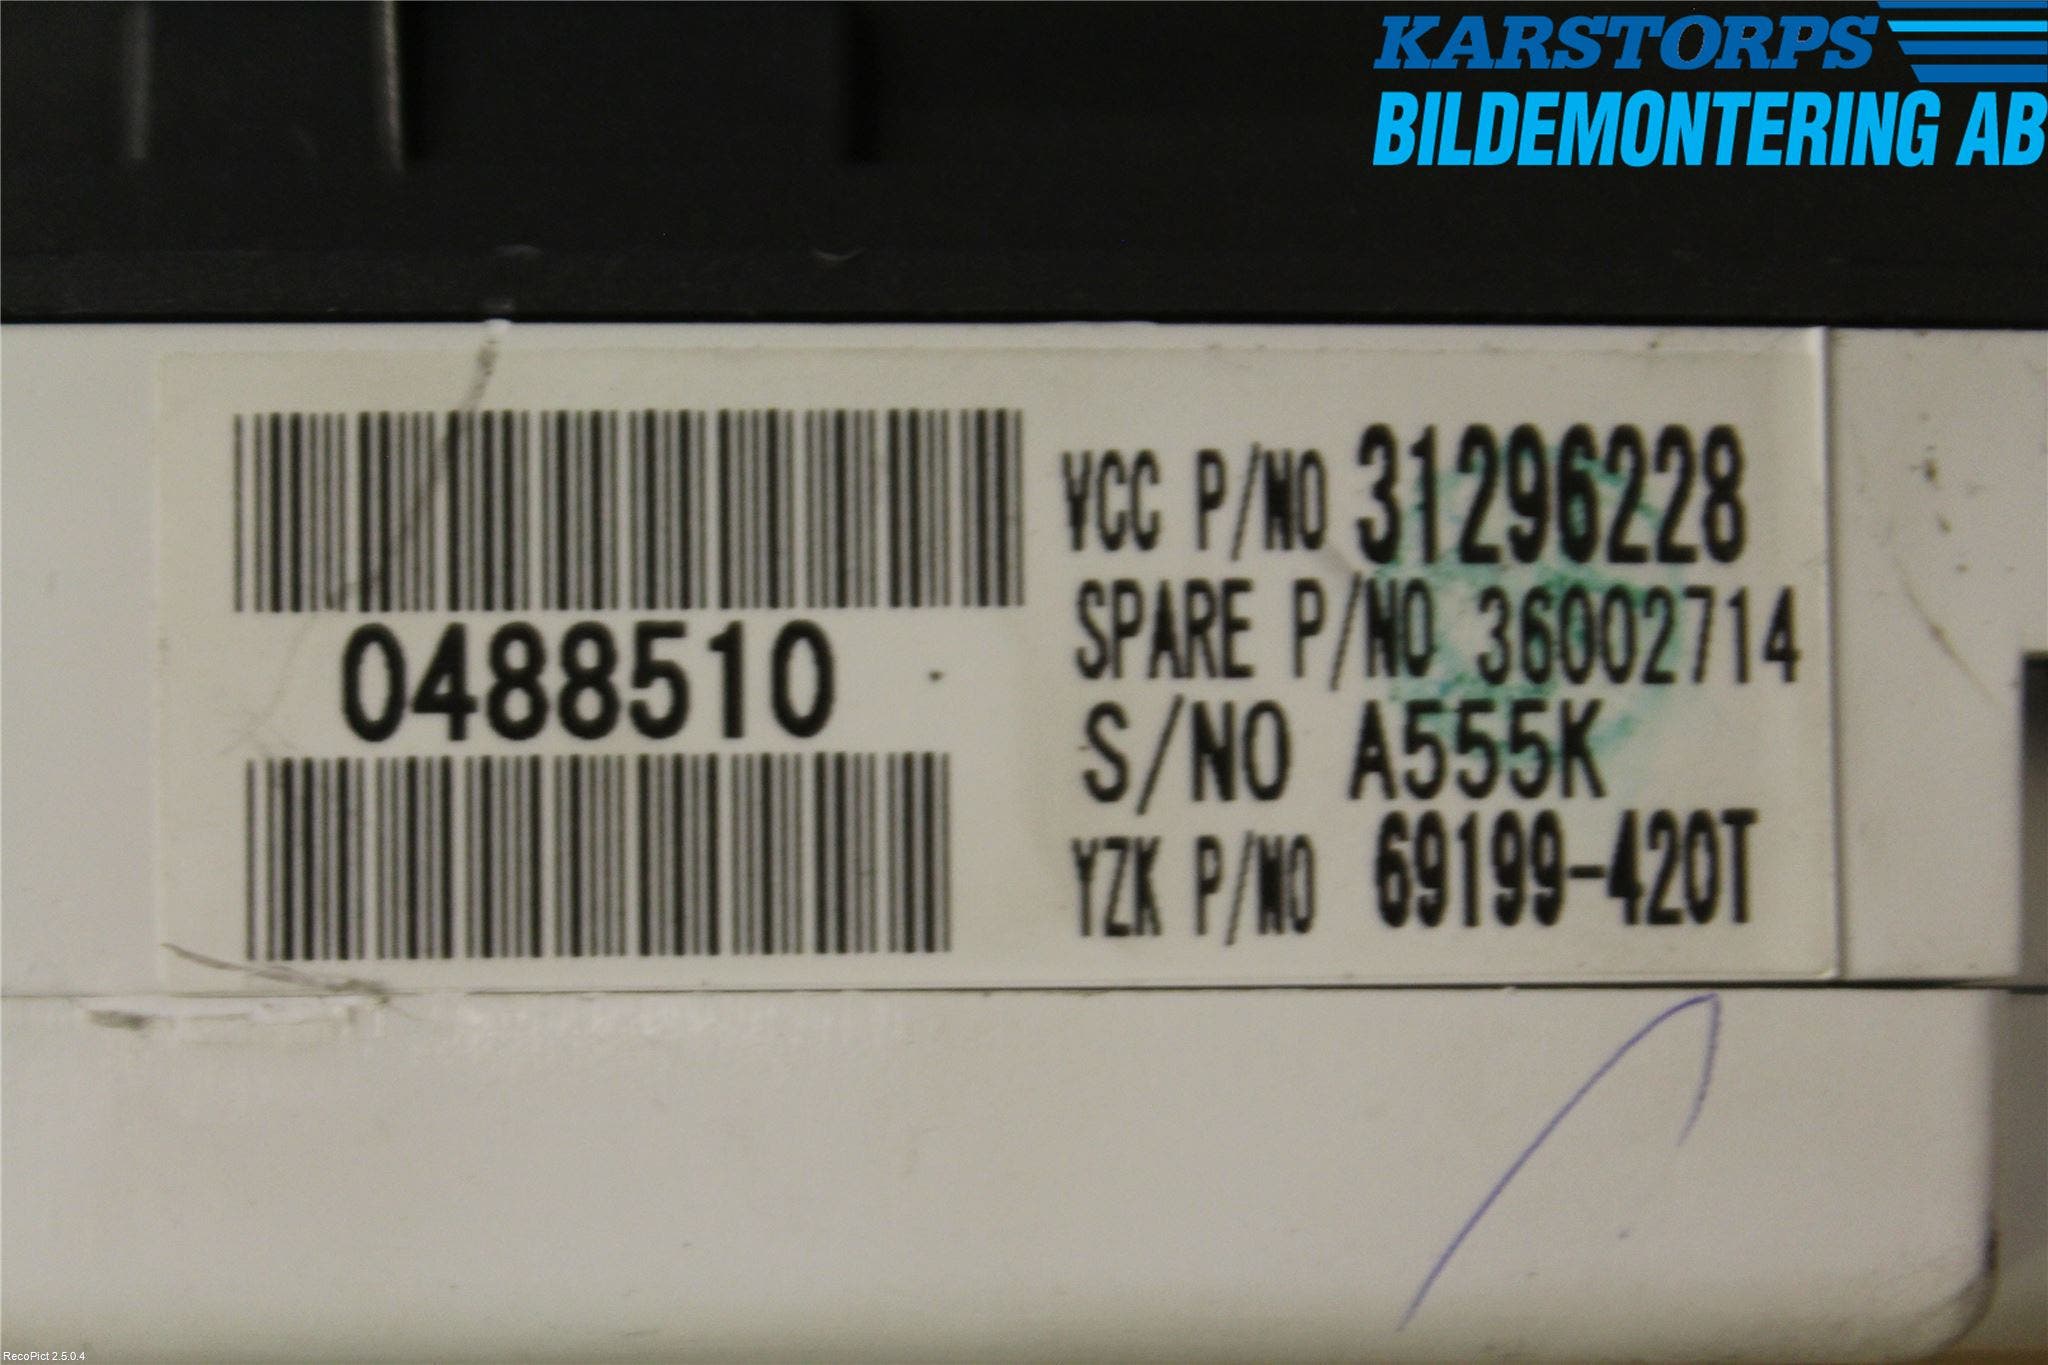 KARSTORPS
BILDEMONTERING AB
VCC P/NO 31296228
SPARE P/NO 36002714
0488510
S/NO A555K
YZK P/NO 69199-420T
RecoPict 2.5.0.4